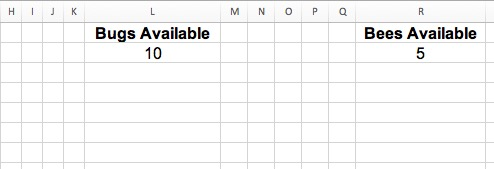 H I J K L M N O P Q R
Bugs Available Bees Available
10 5